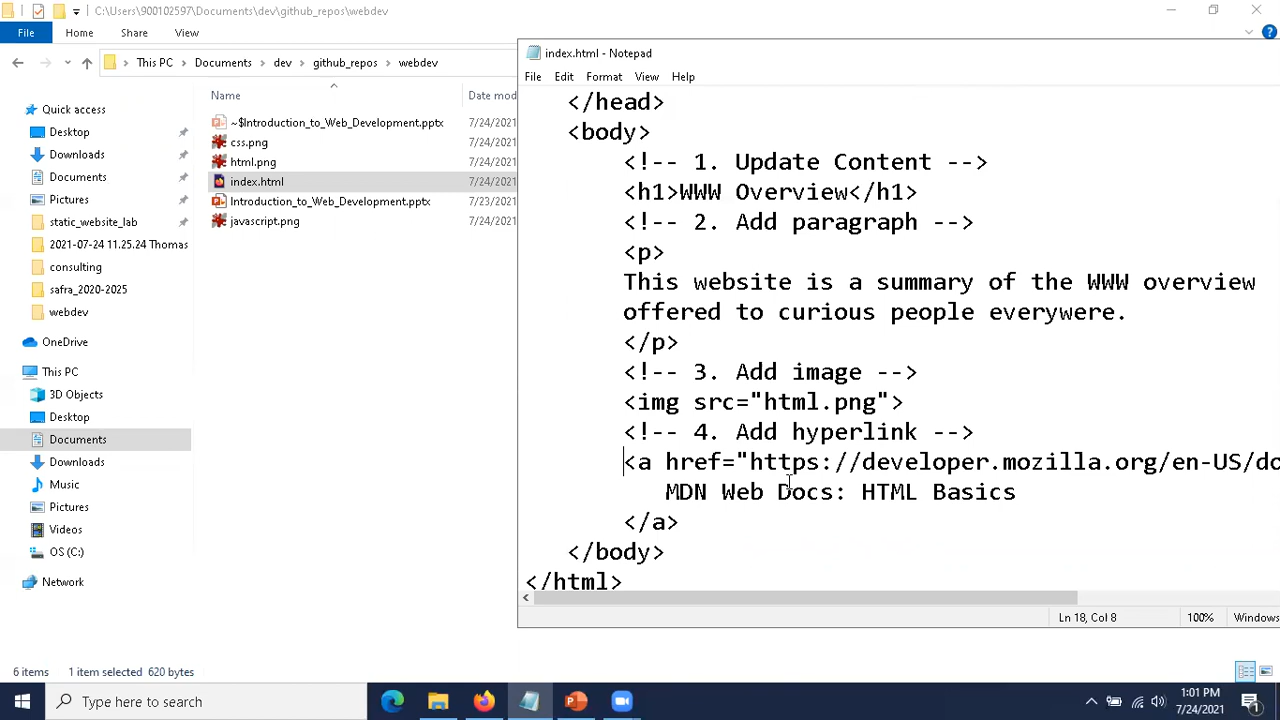 C:\Users\900102597\Documents\dev\github_repos\webdev
File Home Share View
This PC Documents dev github_repos webdev
Name Date mod
Quick access
Desktop
Downloads
Documents
Pictures
static_website_lab
2021-07-24 11.25.24 Thomas
consulting
safra_2020-2025
webdev
OneDrive
This PC
3D Objects
Desktop
Documents
Downloads
Music
Pictures
Videos
OS (C:)
Network
~$Introduction_to_Web_Development.pptx 7/24/2021
css.png 7/24/2021
html.png 7/24/2021
index.html 7/24/2021
Introduction_to_Web_Development.pptx 7/23/2021
javascript.png 7/24/2021
6 items 1 item selected 620 bytes
index.html - Notepad
File Edit Format View Help
</head>
<body>
<!-- 1. Update Content -->
<h1>WWW Overview</h1>
<!-- 2. Add paragraph -->
<p>
This website is a summary of the WWW overview
offered to curious people everywere.
</p>
<!-- 3. Add image -->
<img src="html.png">
<!-- 4. Add hyperlink -->
<a href="https://developer.mozilla.org/en-US/do
MDN Web Docs: HTML Basics
</a>
</body>
</html>
Ln 18, Col 8 100% Windows
Type here to search
1:01 PM
7/24/2021